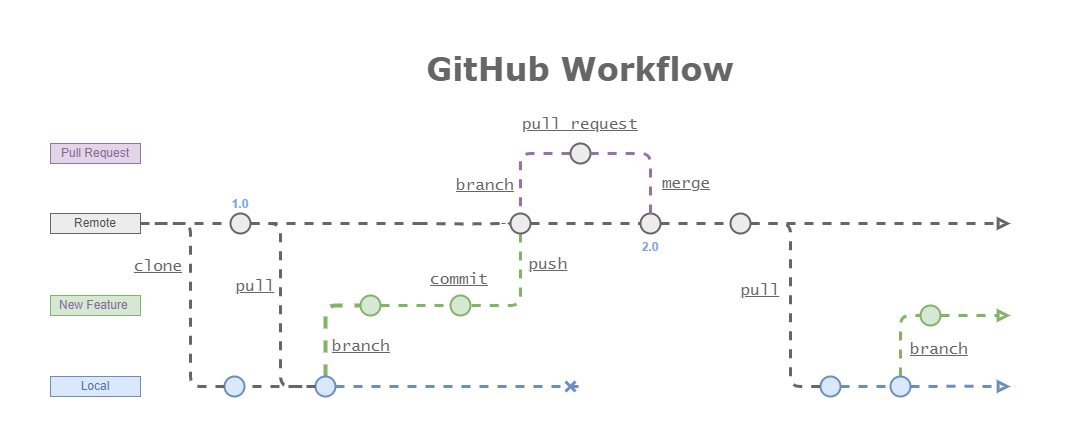 GitHub Workflow
pull request
Pull Request
branch
merge
1.0
Remote
2.0
clone
push
pull
commit
pull
New Feature
branch
branch
Local